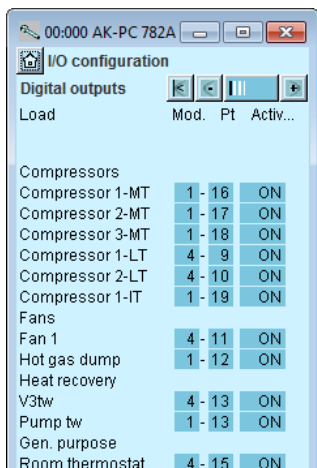 00:000 AK-PC 782A
I/O configuration
Digital outputs
Load Mod. Pt Activ...
Compressors
Compressor 1-MT 1 - 16 ON
Compressor 2-MT 1 - 17 ON
Compressor 3-MT 1 - 18 ON
Compressor 1-LT 4 - 9 ON
Compressor 2-LT 4 - 10 ON
Compressor 1-IT 1 - 19 ON
Fans
Fan 1 4 - 11 ON
Hot gas dump 1 - 12 ON
Heat recovery
V3tw 4 - 13 ON
Pump tw 1 - 13 ON
Gen. purpose
Room thermostat 4 - 15 ON